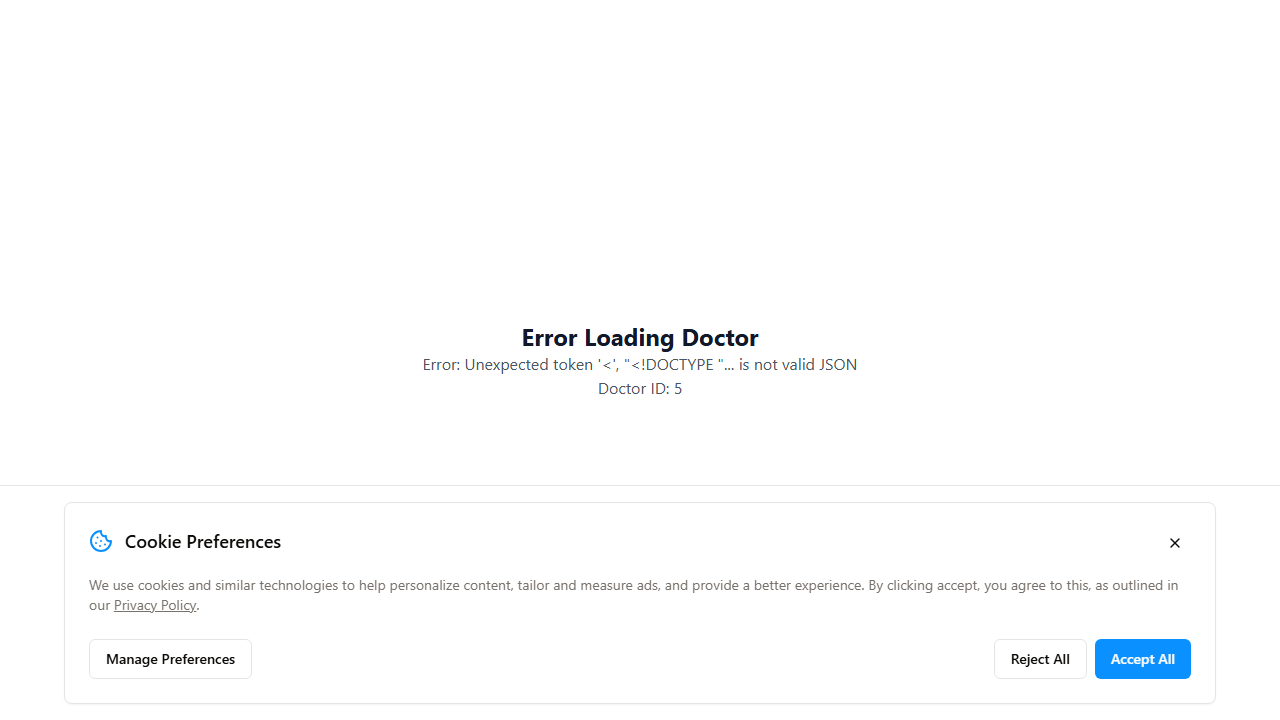 Error Loading Doctor
Error: Unexpected token '<', "<!DOCTYPE "... is not valid JSON
Doctor ID: 5
Cookie Preferences
We use cookies and similar technologies to help personalize content, tailor and measure ads, and provide a better experience. By clicking accept, you agree to this, as outlined in
our Privacy Policy.
Manage Preferences
Reject All
Accept All